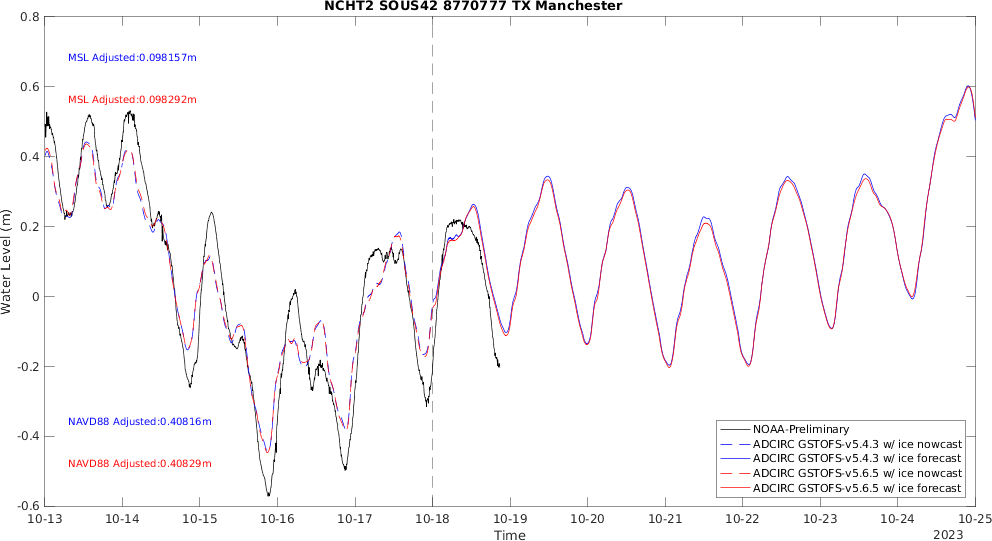 NCHT2 SOUS42 8770777 TX Manchester
0.8
0.6
0.4
0.2
0
-0.2
-0.4
-0.6
Water Level (m)
MSL Adjusted:0.098157m
MSL Adjusted:0.098292m
NAVD88 Adjusted:0.40816m
NAVD88 Adjusted:0.40829m
NOAA-Preliminary
ADCIRC GSTOFS-v5.4.3 w/ ice nowcast
ADCIRC GSTOFS-v5.4.3 w/ ice forecast
ADCIRC GSTOFS-v5.6.5 w/ ice nowcast
ADCIRC GSTOFS-v5.6.5 w/ ice forecast
10-13 10-14 10-15 10-16 10-17 10-18 10-19 10-20 10-21 10-22 10-23 10-24 10-25
Time
2023